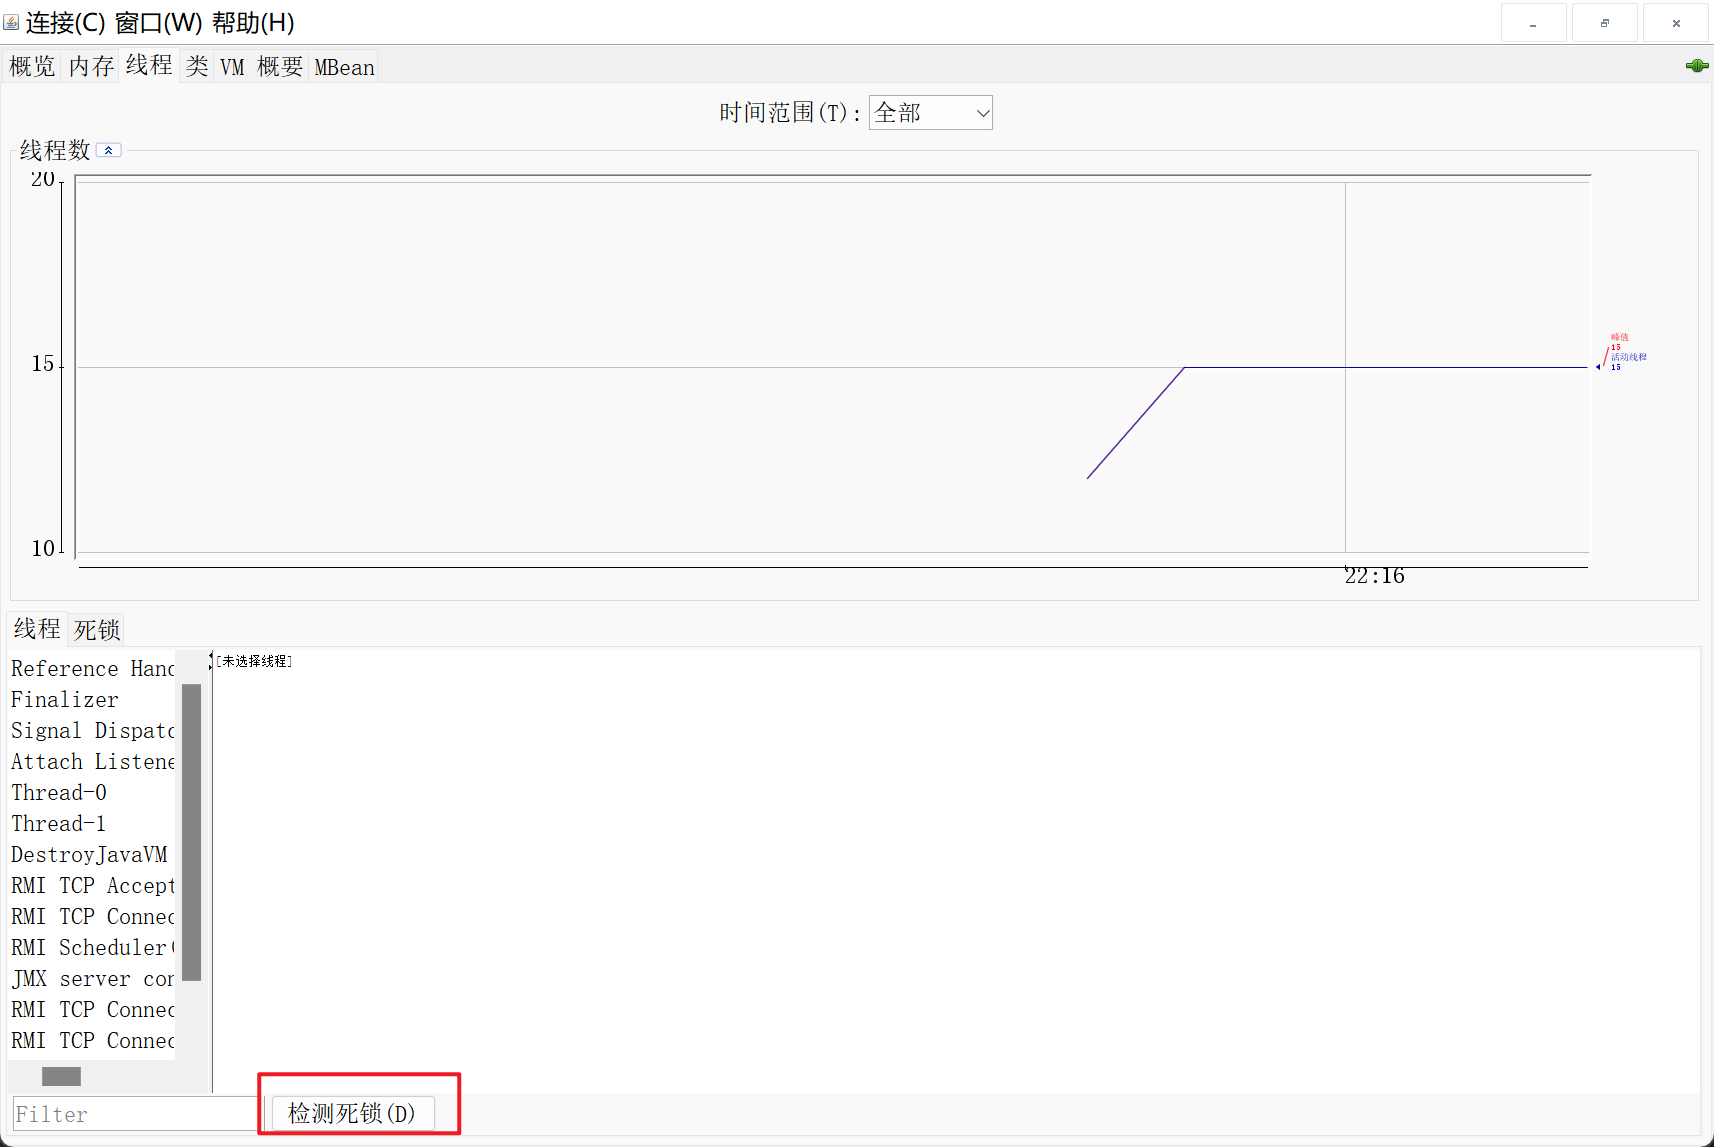 连接(C) 窗口(W) 帮助(H)
概览 内存 线程 类 VM 概要 MBean
时间范围(T): 全部
线程数
20
15
10
峰值
15
活动线程
15
22:16
线程 死锁
[未选择线程]
Reference Hand
Finalizer
Signal Dispatc
Attach Listene
Thread-0
Thread-1
DestroyJavaVM
RMI TCP Accept
RMI TCP Connec
RMI Scheduler(
JMX server con
RMI TCP Connec
RMI TCP Connec
Filter
检测死锁(D)